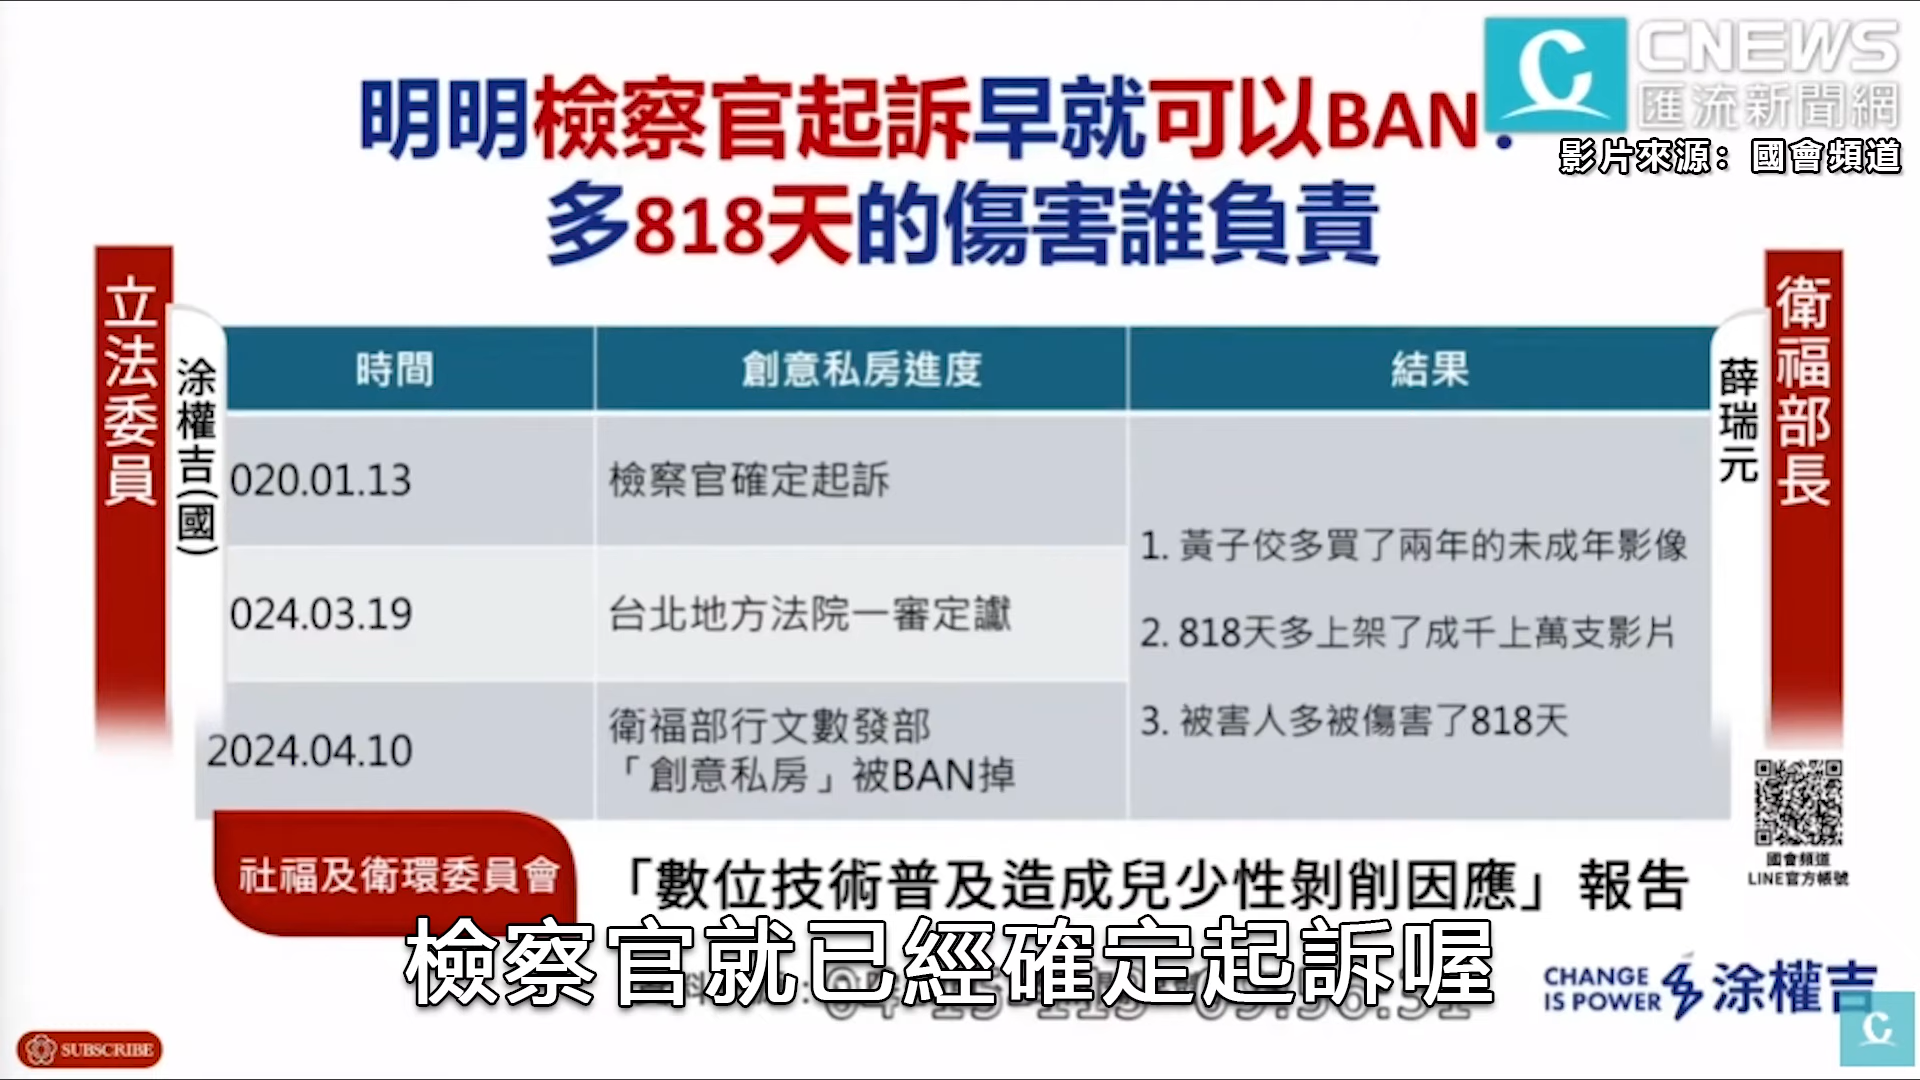 CNEWS
匯流新聞網
影片來源：國會頻道
明明檢察官起訴早就可以BAN
多818天的傷害誰負責
立法委員
涂權吉(國)
衛福部長
薛瑞元
時間 創意私房進度 結果
020.01.13 檢察官確定起訴
024.03.19 台北地方法院一審定讞
2024.04.10 衛福部行文數發部
「創意私房」被BAN掉
1. 黃子佼多買了兩年的未成年影像
2. 818天多上架了成千上萬支影片
3. 被害人多被傷害了818天
國會頻道
LINE官方帳號
社福及衛環委員會
「數位技術普及造成兒少性剝削因應」報告
檢察官就已經確定起訴喔
CHANGE
IS POWER
涂權吉
SUBSCRIBE